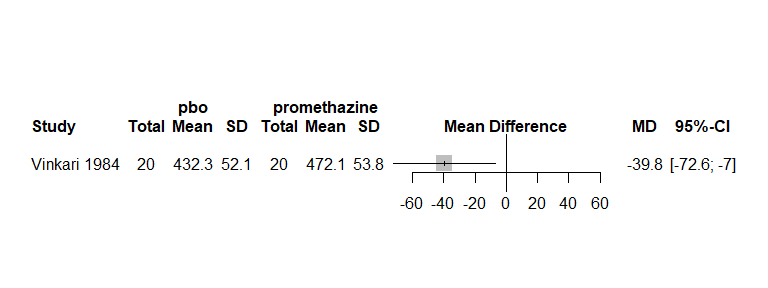 pbo promethazine
Study Total Mean SD Total Mean SD Mean Difference MD 95%-CI
Vinkari 1984 20 432.3 52.1 20 472.1 53.8 -39.8 [-72.6; -7]
-60 -40 -20 0 20 40 60